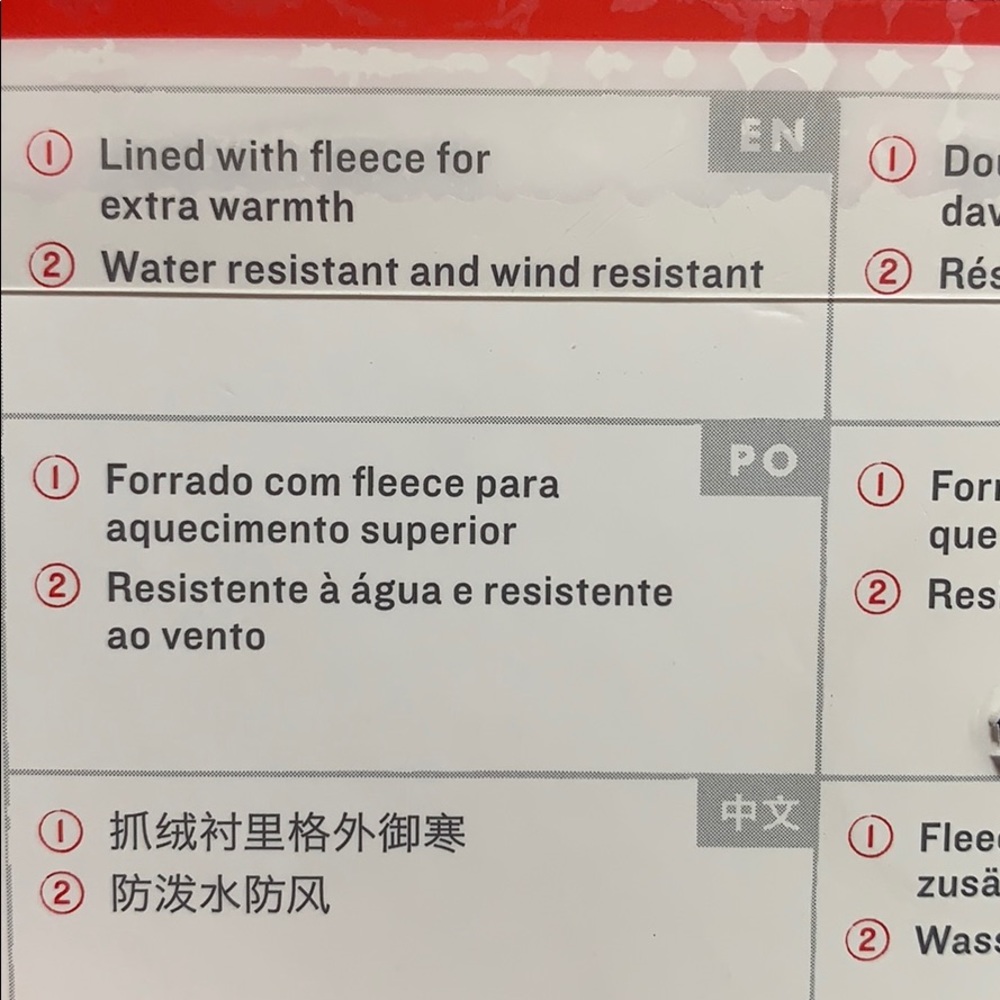 EN
① Lined with fleece for
extra warmth
② Water resistant and wind resistant
① 
② 
PO
① Forrado com fleece para
aquecimento superior
② Resistente à água e resistente
ao vento
①
que
②
中文
① 抓绒衬里格外御寒
② 防泼水防风
①
②